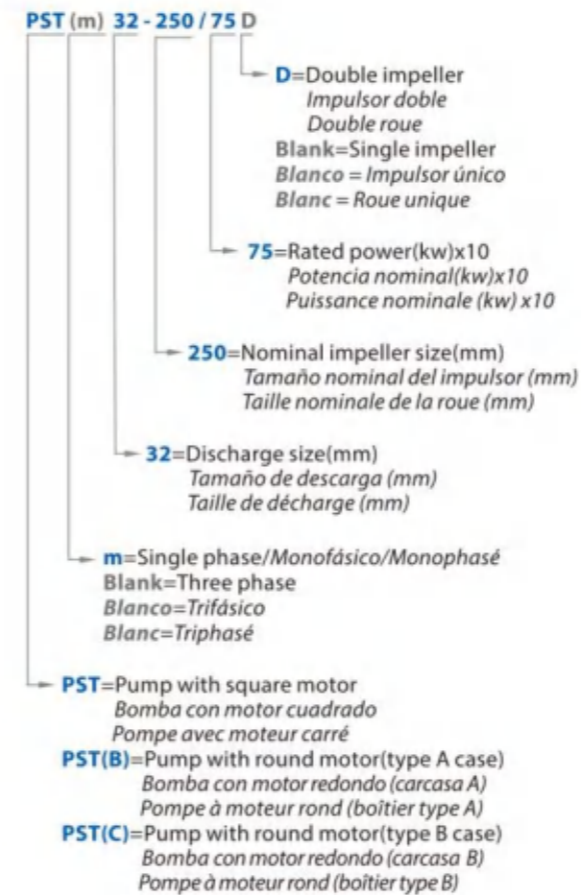 PST (m) 32 - 250 / 75 D
D=Double impeller
Impulsor doble
Double roue
Blank=Single impeller
Blanco = Impulsor único
Blanc = Roue unique
75=Rated power(kw)x10
Potencia nominal(kw)x10
Puissance nominale (kw) x10
250=Nominal impeller size(mm)
Tamaño nominal del impulsor (mm)
Taille nominale de la roue (mm)
32=Discharge size(mm)
Tamaño de descarga (mm)
Taille de décharge (mm)
m=Single phase/Monofásico/Monophasé
Blank=Three phase
Blanco=Trifásico
Blanc=Triphasé
PST=Pump with square motor
Bomba con motor cuadrado
Pompe avec moteur carré
PST(B)=Pump with round motor(type A case)
Bomba con motor redondo (carcasa A)
Pompe à moteur rond (boîtier type A)
PST(C)=Pump with round motor(type B case)
Bomba con motor redondo (carcasa B)
Pompe à moteur rond (boîtier type B)